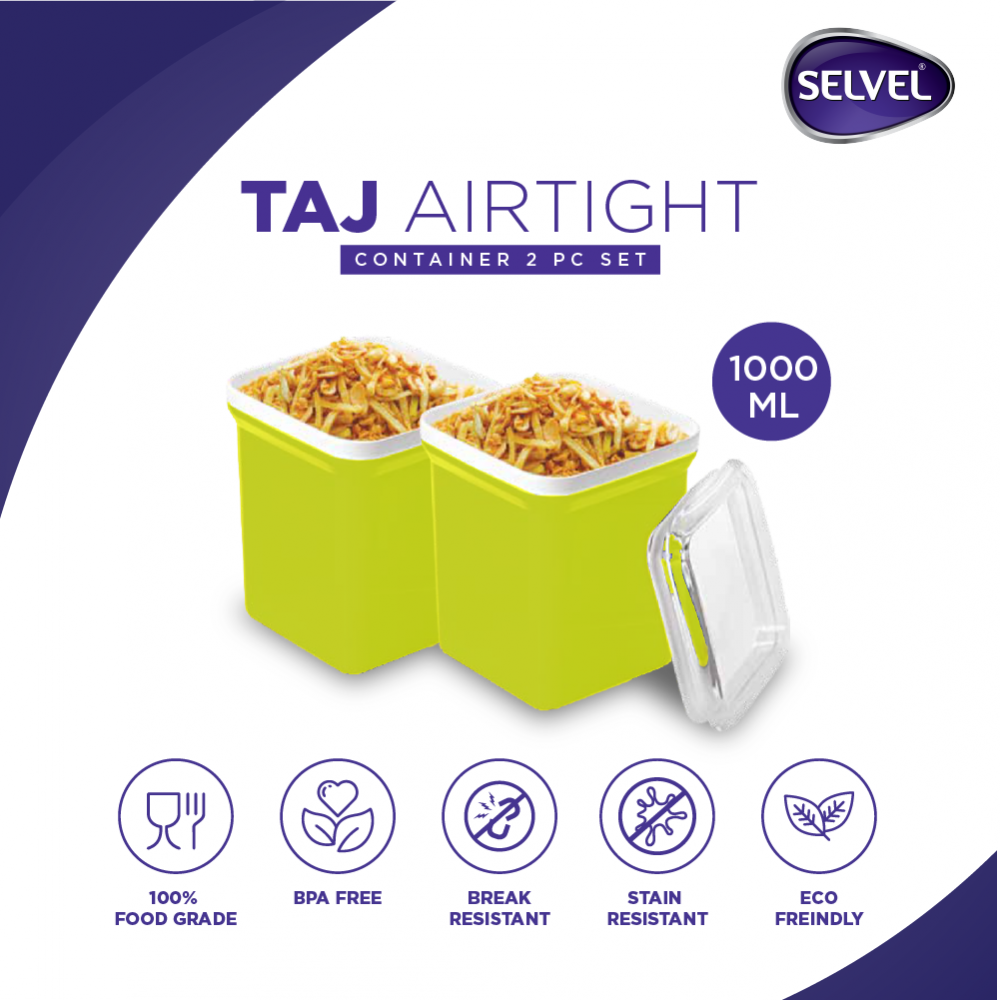 SELVEL®
TAJ AIRTIGHT
CONTAINER 2 PC SET
1000
ML
100%
FOOD GRADE
BPA FREE
BREAK
RESISTANT
STAIN
RESISTANT
ECO
FREINDLY